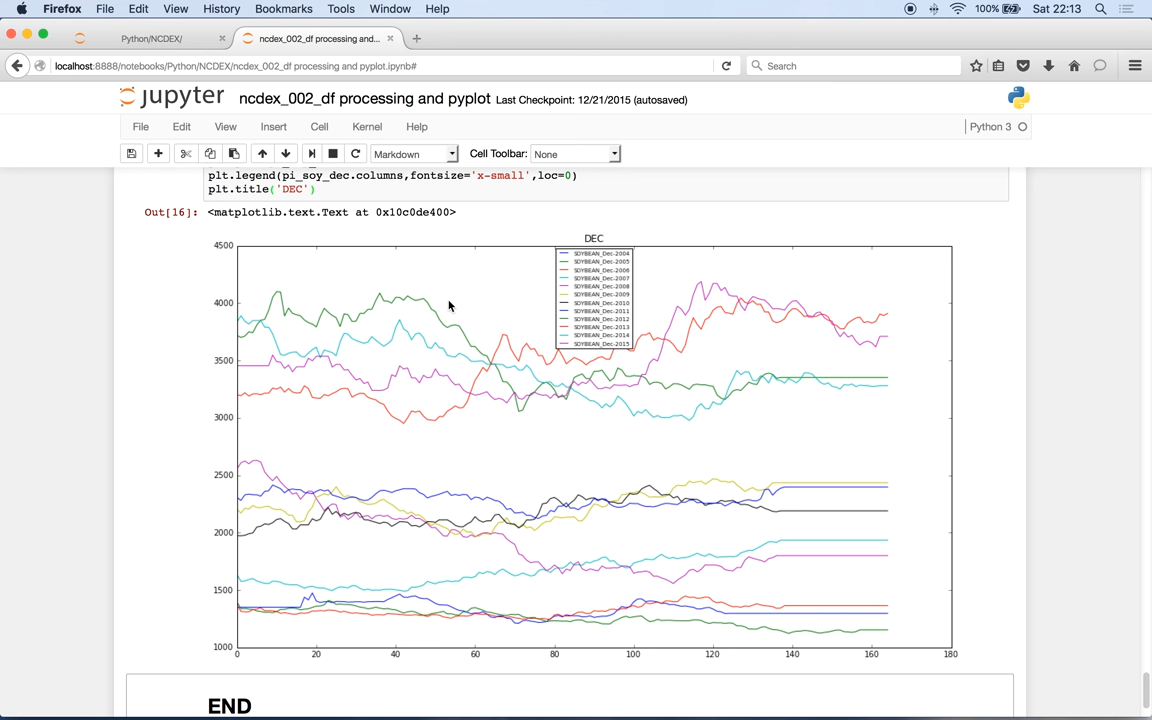 Firefox File Edit View History Bookmarks Tools Window Help 100% Sat 22:13
Python/NCDEX/ × ncdex_002_df processing and... × +
localhost:8888/notebooks/Python/NCDEX/ncdex_002_df processing and pyplot.ipynb# Search
jupyter ncdex_002_df processing and pyplot Last Checkpoint: 12/21/2015 (autosaved)
File Edit View Insert Cell Kernel Help Python 3
Markdown Cell Toolbar: None
plt.legend(pi_soy_dec.columns,fontsize='x-small',loc=0)
plt.title('DEC')
Out[16]: <matplotlib.text.Text at 0x10c0de400>
DEC
4500
4000
3500
3000
2500
2000
1500
1000
SOYBEAN_Dec-2004
SOYBEAN_Dec-2005
SOYBEAN_Dec-2006
SOYBEAN_Dec-2007
SOYBEAN_Dec-2008
SOYBEAN_Dec-2009
SOYBEAN_Dec-2010
SOYBEAN_Dec-2011
SOYBEAN_Dec-2012
SOYBEAN_Dec-2013
SOYBEAN_Dec-2014
SOYBEAN_Dec-2015
0 20 40 60 80 100 120 140 160 180
END